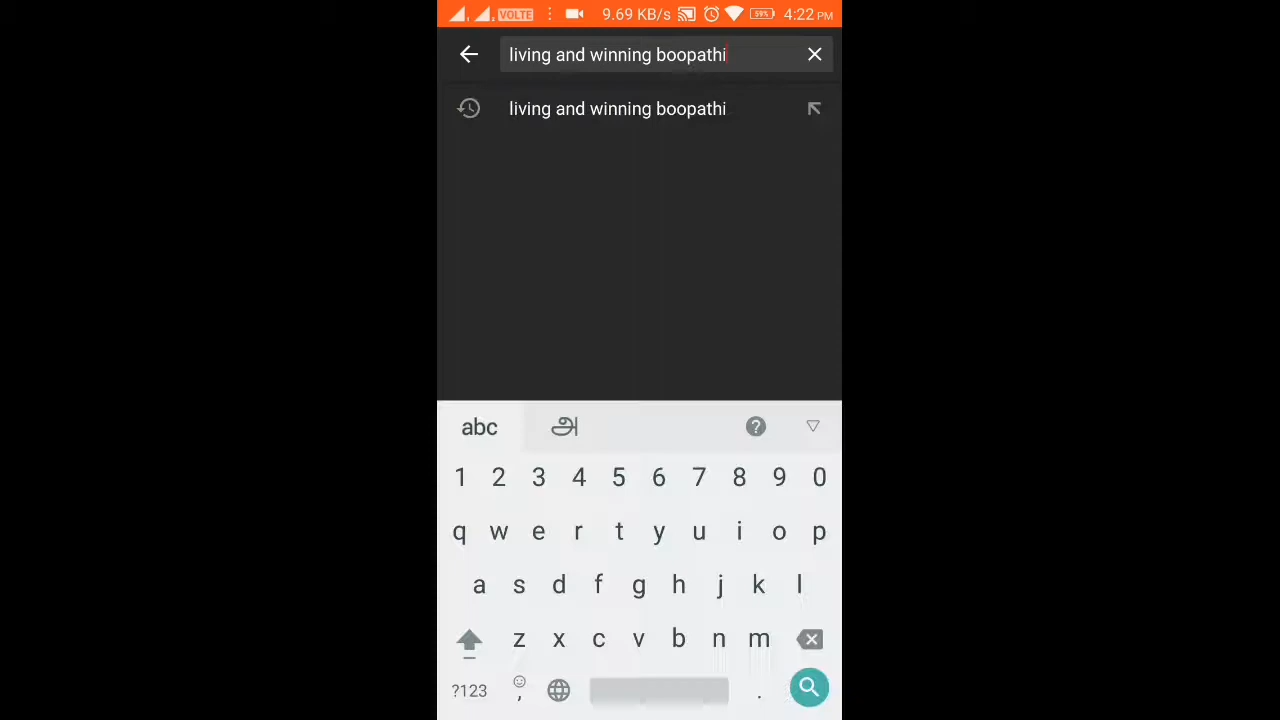 VOLTE 9.69 KB/s 59% 4:22 PM
living and winning boopathi
living and winning boopathi
abc அ ?
1 2 3 4 5 6 7 8 9 0
q w e r t y u i o p
a s d f g h j k l
z x c v b n m
?123 , .